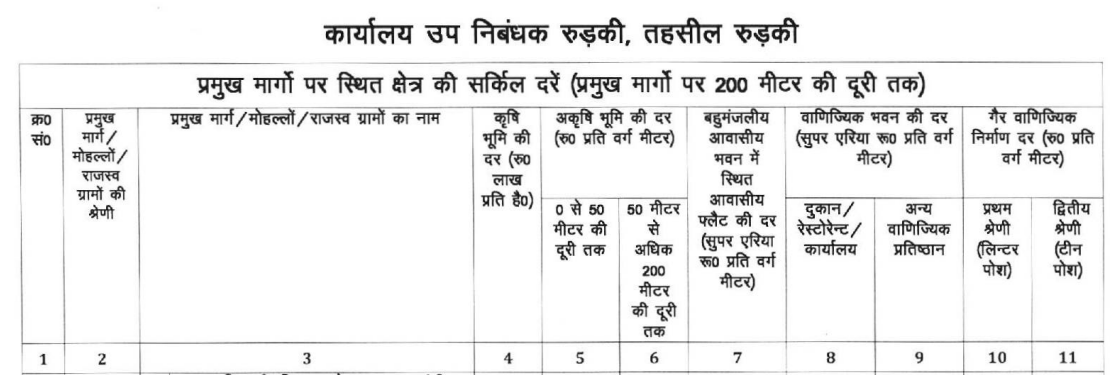 कार्यालय उप निबंधक रुड़की, तहसील रुड़की
प्रमुख मार्गो पर स्थित क्षेत्र की सर्किल दरें (प्रमुख मार्गो पर 200 मीटर की दूरी तक)
क्र0
सं0
प्रमुख
मार्ग/
मोहल्लों/
राजस्व
ग्रामों की
श्रेणी
प्रमुख मार्ग/मोहल्लों/राजस्व ग्रामों का नाम
कृषि
भूमि की
दर (रू0
लाख
प्रति है0)
अकृषि भूमि की दर
(रू0 प्रति वर्ग मीटर)
0 से 50
मीटर की
दूरी तक
50 मीटर
से
अधिक
200
मीटर
की दूरी
तक
बहुमंजलीय
आवासीय
भवन में
स्थित
आवासीय
फ्लैट की दर
(सुपर एरिया
रू0 प्रति वर्ग
मीटर)
वाणिज्यिक भवन की दर
(सुपर एरिया रू0 प्रति वर्ग
मीटर)
दुकान/
रेस्टोरेन्ट/
कार्यालय
अन्य
वाणिज्यिक
प्रतिष्ठान
गैर वाणिज्यिक
निर्माण दर (रू0 प्रति
वर्ग मीटर)
प्रथम
श्रेणी
(लिन्टर
पोश)
द्वितीय
श्रेणी
(टीन
पोश)
1 2 3 4 5 6 7 8 9 10 11